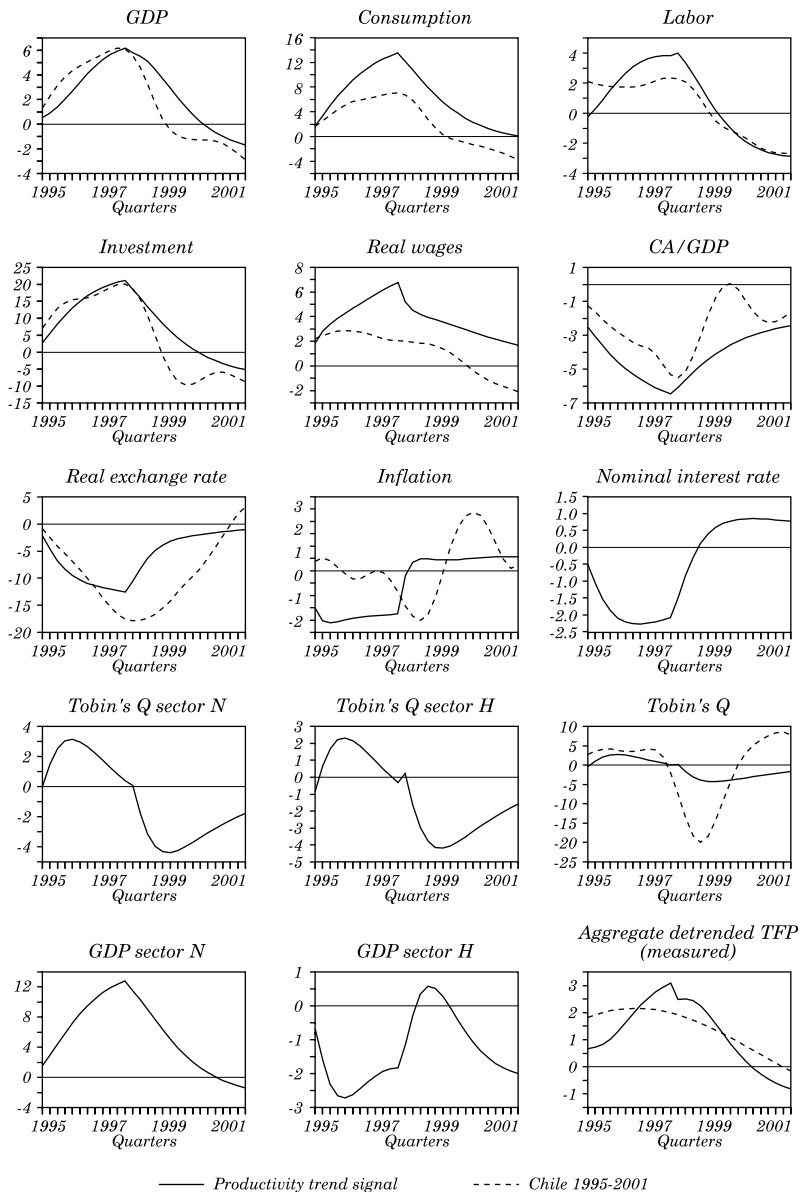 GDP
Consumption
Labor
6
4
2
0
-2
-4
1995 1997 1999 2001
Quarters
16
12
8
4
0
-4
1995 1997 1999 2001
Quarters
4
2
0
-2
-4
1995 1997 1999 2001
Quarters
Investment
Real wages
CA/GDP
25
20
15
10
5
0
-5
-10
-15
1995 1997 1999 2001
Quarters
8
6
4
2
0
-2
1995 1997 1999 2001
Quarters
1
-1
-3
-5
-7
1995 1997 1999 2001
Quarters
Real exchange rate
Inflation
Nominal interest rate
5
0
-5
-10
-15
-20
1995 1997 1999 2001
Quarters
3
2
1
0
-1
-2
1995 1997 1999 2001
Quarters
1.5
1.0
0.5
0.0
-0.5
-1.0
-1.5
-2.0
-2.5
1995 1997 1999 2001
Quarters
Tobin's Q sector N
Tobin's Q sector H
Tobin's Q
4
2
0
-2
-4
1995 1997 1999 2001
Quarters
3
2
1
0
-1
-2
-3
-4
-5
1995 1997 1999 2001
Quarters
10
5
0
-5
-10
-15
-20
-25
1995 1997 1999 2001
Quarters
GDP sector N
GDP sector H
Aggregate detrended TFP
(measured)
12
8
4
0
-4
1995 1997 1999 2001
Quarters
1
0
-1
-2
-3
1995 1997 1999 2001
Quarters
3
2
1
0
-1
1995 1997 1999 2001
Quarters
Productivity trend signal
Chile 1995-2001